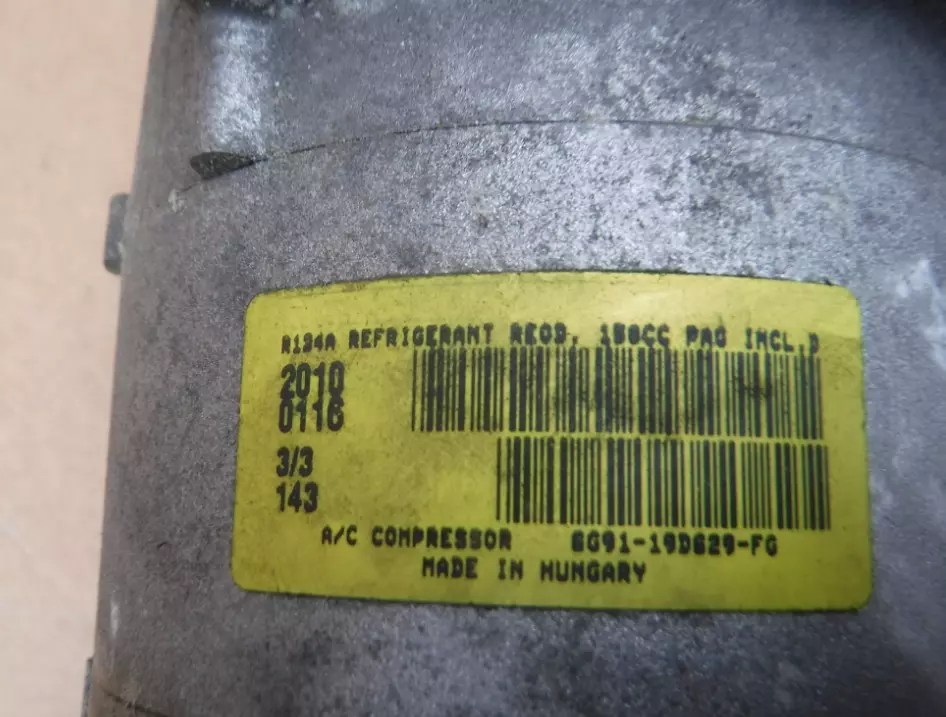 R134A REFRIGERANT REQD. 150CC PAG INCL.D
2010
0116
3/3
143
A/C COMPRESSOR 6G91-19D629-FG
MADE IN HUNGARY